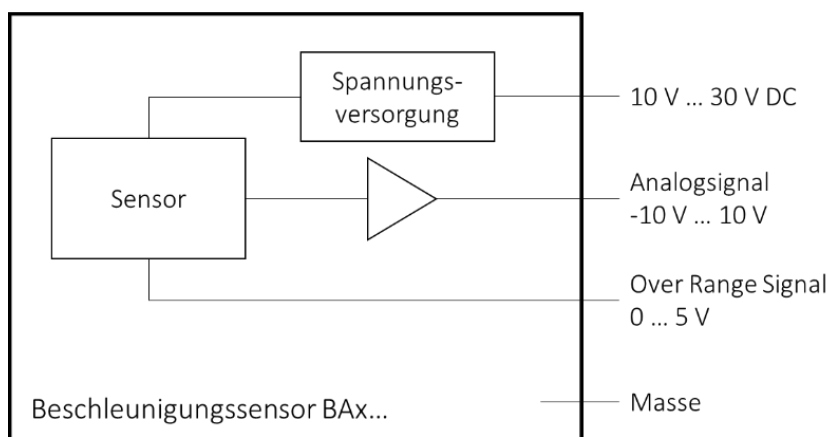 Spannungs-
versorgung
10 V ... 30 V DC
Sensor
Analogsignal
-10 V ... 10 V
Over Range Signal
0 ... 5 V
Beschleunigungssensor BAx...
Masse